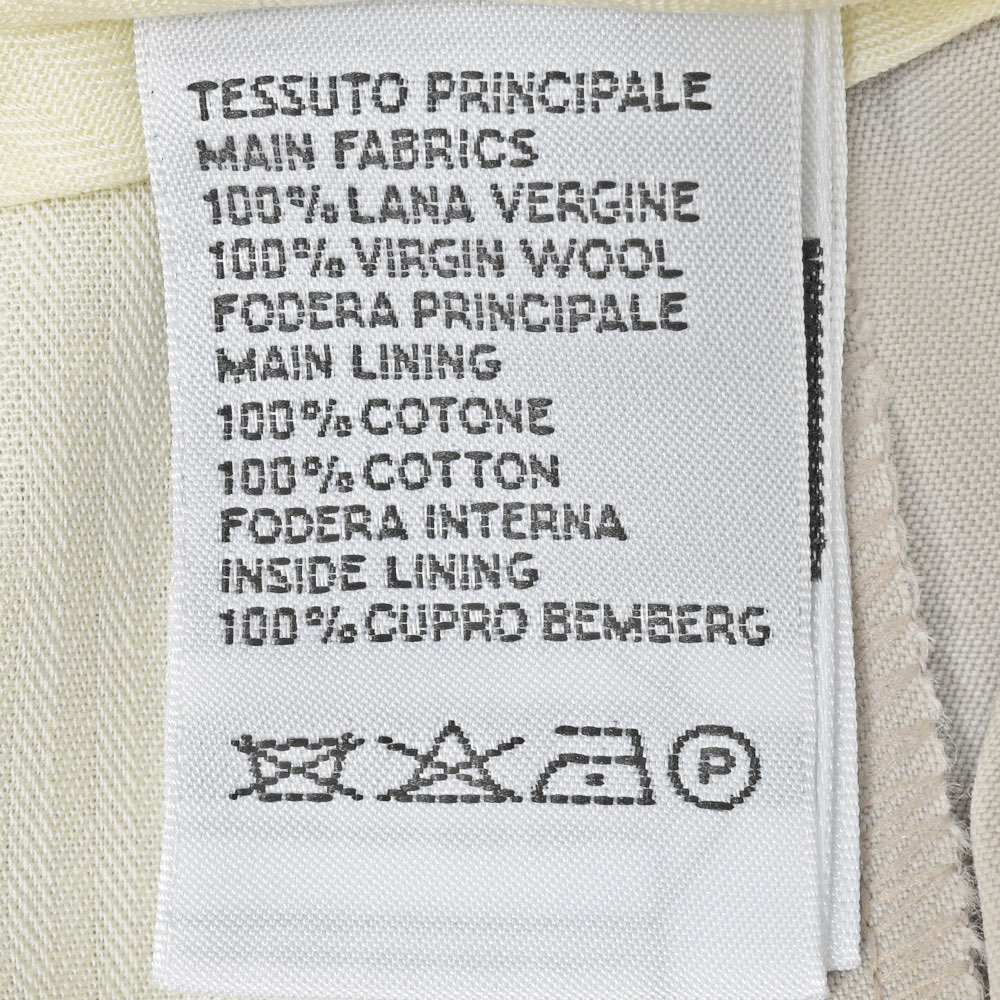 TESSUTO PRINCIPALE
MAIN FABRICS
100% LANA VERGINE
100% VIRGIN WOOL
FODERA PRINCIPALE
MAIN LINING
100% COTONE
100% COTTON
FODERA INTERNA
INSIDE LINING
100% CUPRO BEMBERG
P